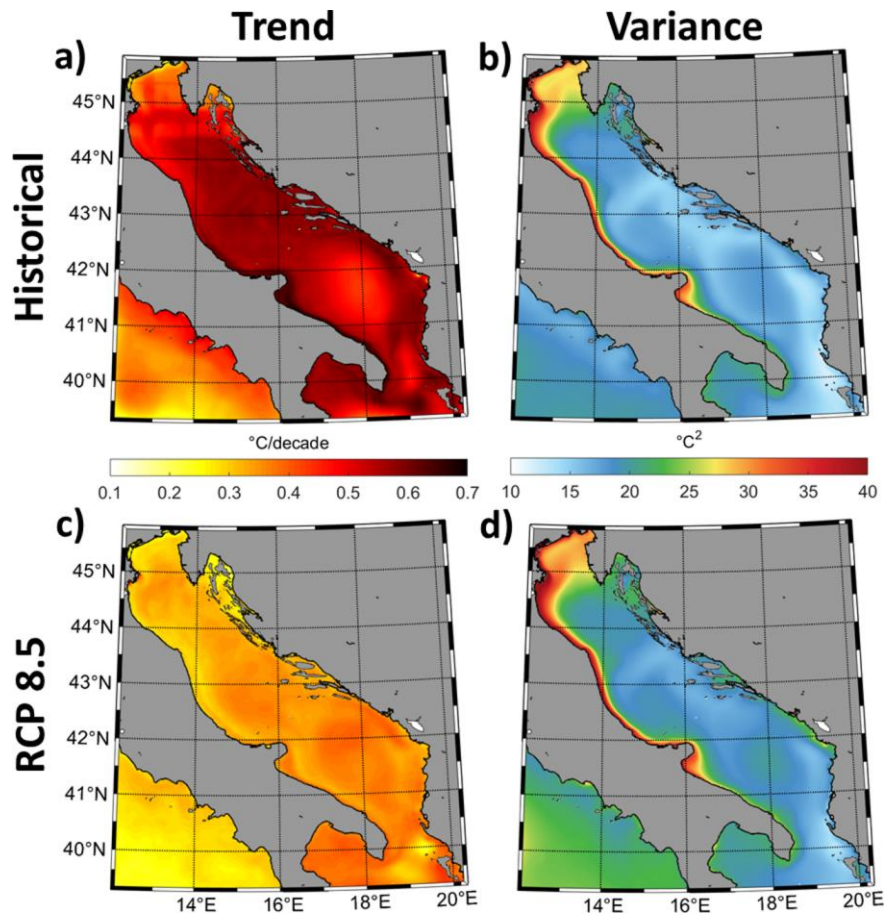 Trend Variance
a) b)
45°N
44°N
43°N
42°N
41°N
40°N
Historical
°C/decade °C²
0.1 0.2 0.3 0.4 0.5 0.6 0.7 10 15 20 25 30 35 40
c) d)
45°N
44°N
43°N
42°N
41°N
40°N
RCP 8.5
14°E 16°E 18°E 20°E 14°E 16°E 18°E 20°E